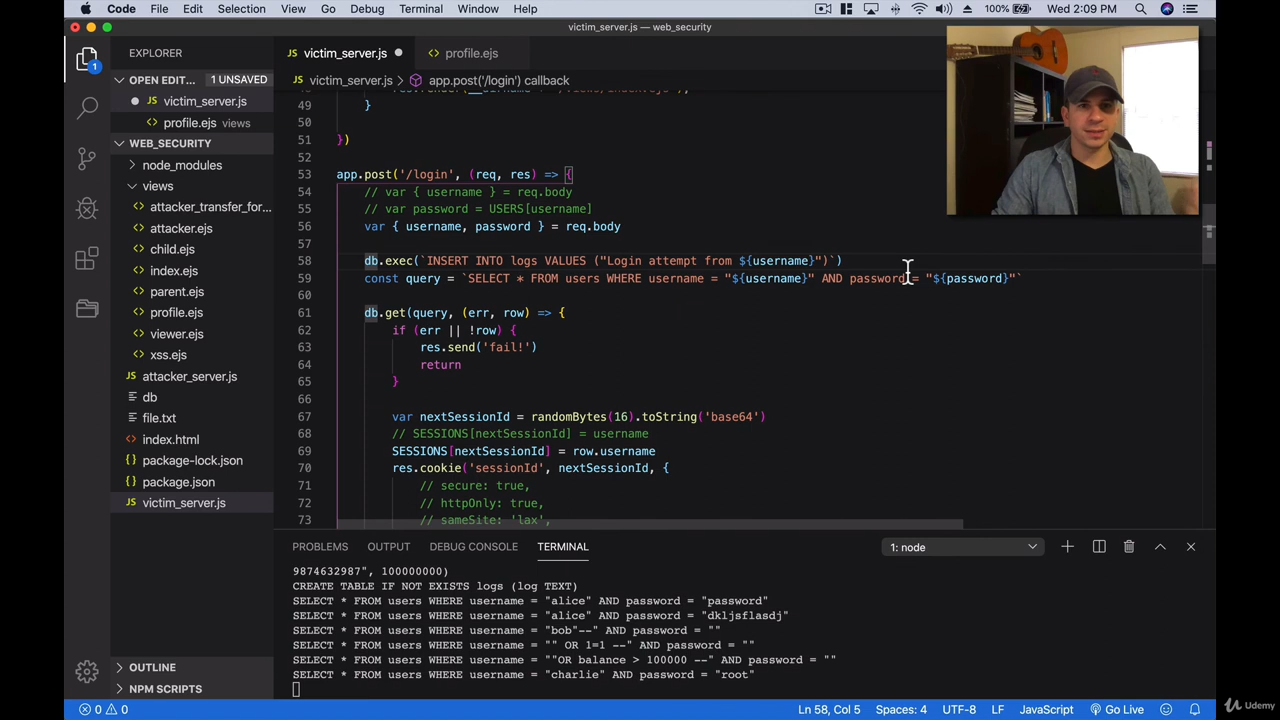 Code File Edit Selection View Go Debug Terminal Window Help 100% Wed 2:09 PM
victim_server.js — web_security
EXPLORER
victim_server.js
profile.ejs
OPEN EDIT... 1 UNSAVED
victim_server.js > app.post('/login') callback
victim_server.js
profile.ejs views
WEB_SECURITY
node_modules
views
attacker_transfer_for...
attacker.ejs
child.ejs
index.ejs
parent.ejs
profile.ejs
viewer.ejs
xss.ejs
attacker_server.js
db
file.txt
index.html
package-lock.json
package.json
victim_server.js
OUTLINE
NPM SCRIPTS
49 }
50
51 })
52
53 app.post('/login', (req, res) => {
54 // var { username } = req.body
55 // var password = USERS[username]
56 var { username, password } = req.body
57
58 db.exec(`INSERT INTO logs VALUES ("Login attempt from ${username}")`)
59 const query = `SELECT * FROM users WHERE username = "${username}" AND password = "${password}"`
60
61 db.get(query, (err, row) => {
62 if (err || !row) {
63 res.send('fail!')
64 return
65 }
66
67 var nextSessionId = randomBytes(16).toString('base64')
68 // SESSIONS[nextSessionId] = username
69 SESSIONS[nextSessionId] = row.username
70 res.cookie('sessionId', nextSessionId, {
71 // secure: true,
72 // httpOnly: true,
73 // sameSite: 'lax',
PROBLEMS OUTPUT DEBUG CONSOLE TERMINAL 1: node
9874632987", 100000000)
CREATE TABLE IF NOT EXISTS logs (log TEXT)
SELECT * FROM users WHERE username = "alice" AND password = "password"
SELECT * FROM users WHERE username = "alice" AND password = "dkljsflasdj"
SELECT * FROM users WHERE username = "bob"--" AND password = ""
SELECT * FROM users WHERE username = "" OR 1=1 --" AND password = ""
SELECT * FROM users WHERE username = ""OR balance > 100000 --" AND password = ""
SELECT * FROM users WHERE username = "charlie" AND password = "root"
0 0 Ln 58, Col 5 Spaces: 4 UTF-8 LF JavaScript Go Live
Udemy